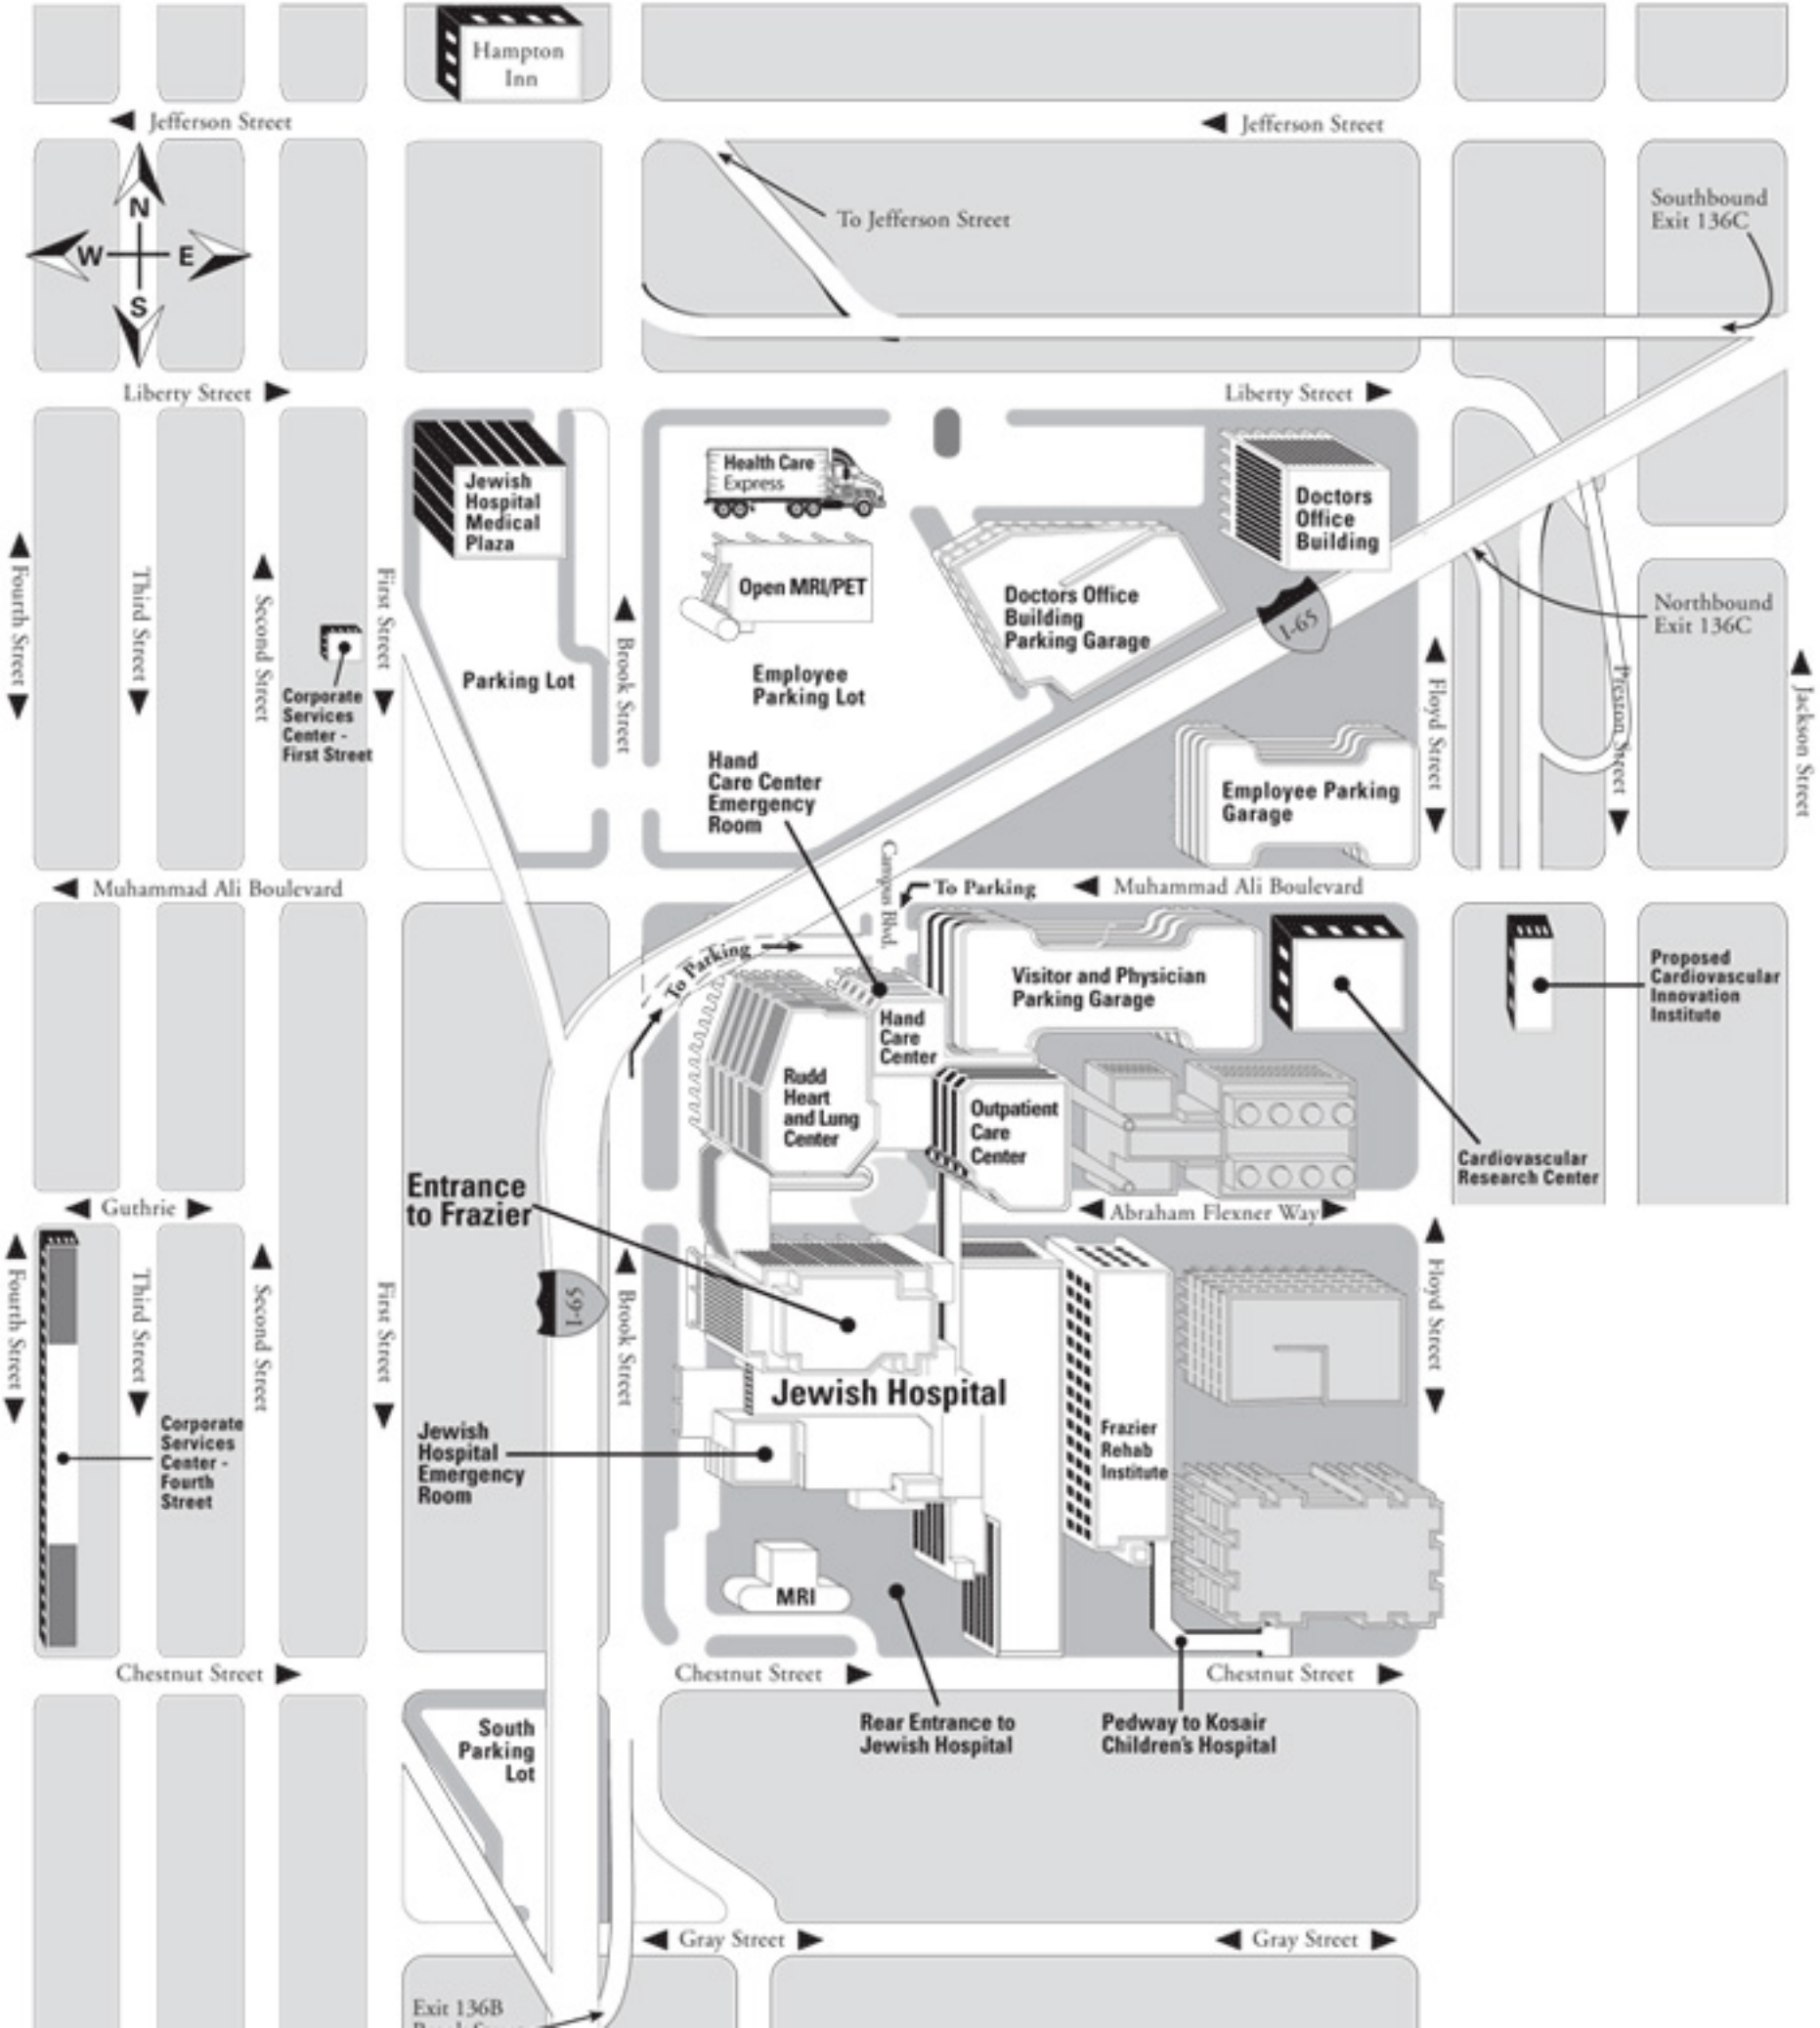 Hampton
Inn
Jefferson Street
Jefferson Street
N
W
E
S
To Jefferson Street
Southbound
Exit 136C
Liberty Street
Liberty Street
Jewish
Hospital
Medical
Plaza
Health Care
Express
Open MRI/PET
Doctors
Office
Building
Doctors Office
Building
Parking Garage
I-65
Northbound
Exit 136C
Fourth Street
Third Street
Second Street
First Street
Corporate
Services
Center -
First Street
Parking Lot
Brook Street
Employee
Parking Lot
Floyd Street
Preston Street
Jackson Street
Hand
Care Center
Emergency
Room
Employee Parking
Garage
Muhammad Ali Boulevard
Campus Blvd.
To Parking
Muhammad Ali Boulevard
To Parking
Visitor and Physician
Parking Garage
Proposed
Cardiovascular
Innovation
Institute
Hand
Care
Center
Rudd
Heart
and Lung
Center
Outpatient
Care
Center
Cardiovascular
Research Center
Entrance
to Frazier
Guthrie
Abraham Flexner Way
Fourth Street
Third Street
Second Street
First Street
I-65
Brook Street
Floyd Street
Jewish Hospital
Corporate
Services
Center -
Fourth
Street
Jewish
Hospital
Emergency
Room
Frazier
Rehab
Institute
MRI
Chestnut Street
Chestnut Street
Chestnut Street
South
Parking
Lot
Rear Entrance to
Jewish Hospital
Pedway to Kosair
Children's Hospital
Gray Street
Gray Street
Exit 136B